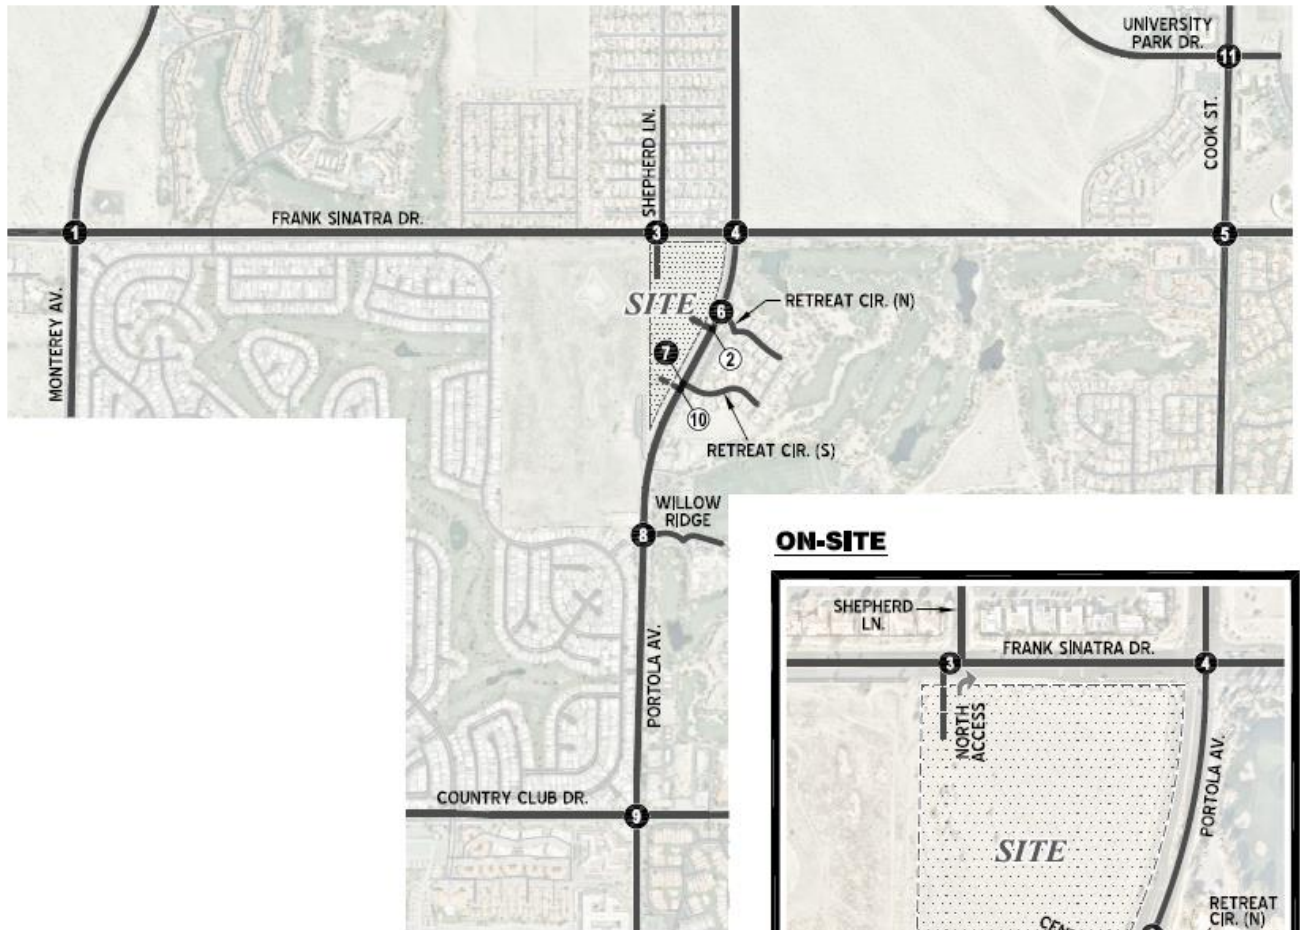 UNIVERSITY
PARK DR.
11
COOK ST.
SHEPHERD LN.
FRANK SINATRA DR.
1
3
4
5
MONTEREY AV.
SITE
6
RETREAT CIR. (N)
7
2
10
RETREAT CIR. (S)
WILLOW
RIDGE
8
PORTOLA AV.
COUNTRY CLUB DR.
9
ON-SITE
SHEPHERD
LN.
FRANK SINATRA DR.
3
4
NORTH
ACCESS
PORTOLA AV.
SITE
RETREAT
CIR. (N)